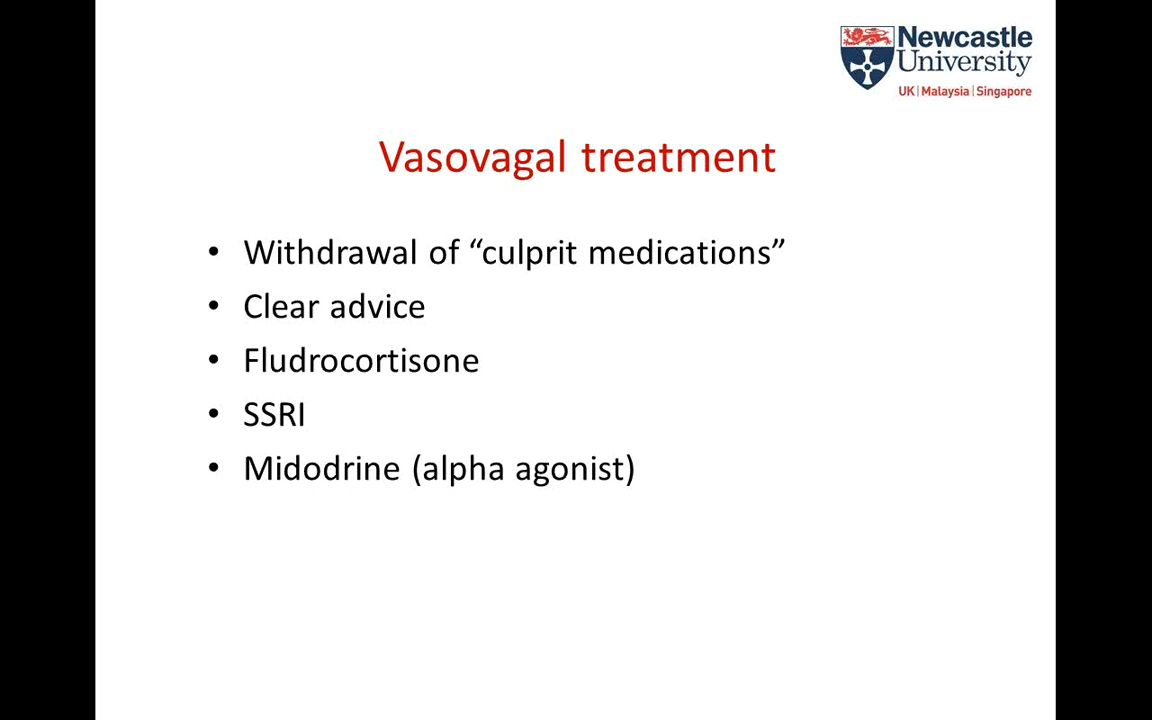 Newcastle
University
UK | Malaysia | Singapore
Vasovagal treatment
• Withdrawal of “culprit medications”
• Clear advice
• Fludrocortisone
• SSRI
• Midodrine (alpha agonist)